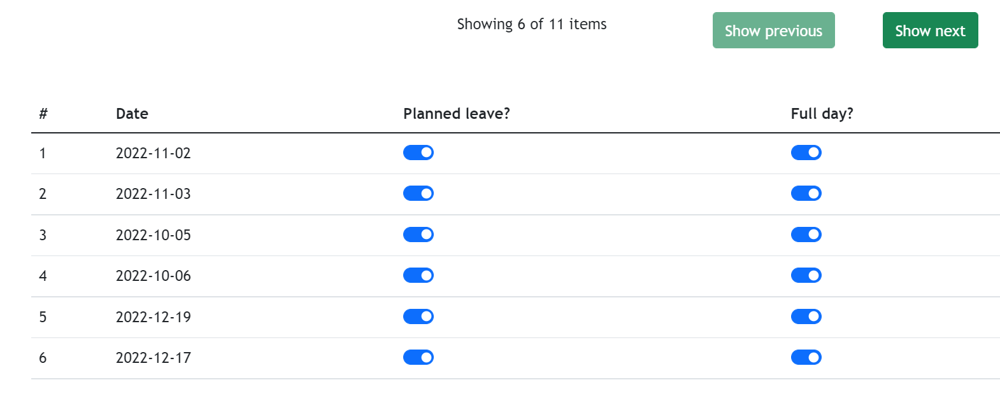 Showing 6 of 11 items
Show previous
Show next
# Date Planned leave? Full day?
1 2022-11-02
2 2022-11-03
3 2022-10-05
4 2022-10-06
5 2022-12-19
6 2022-12-17